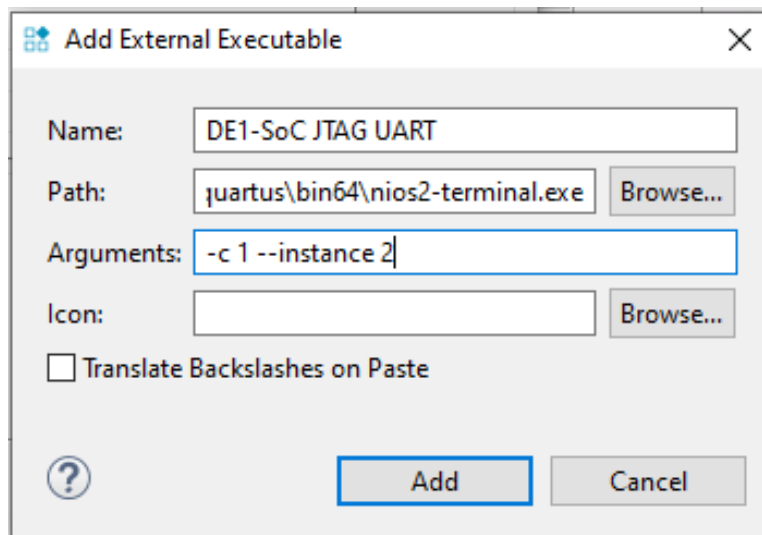 Add External Executable
Name: DE1-SoC JTAG UART
Path: quartus\bin64\nios2-terminal.exe Browse...
Arguments: -c 1 --instance 2
Icon: Browse...
Translate Backslashes on Paste
? Add Cancel